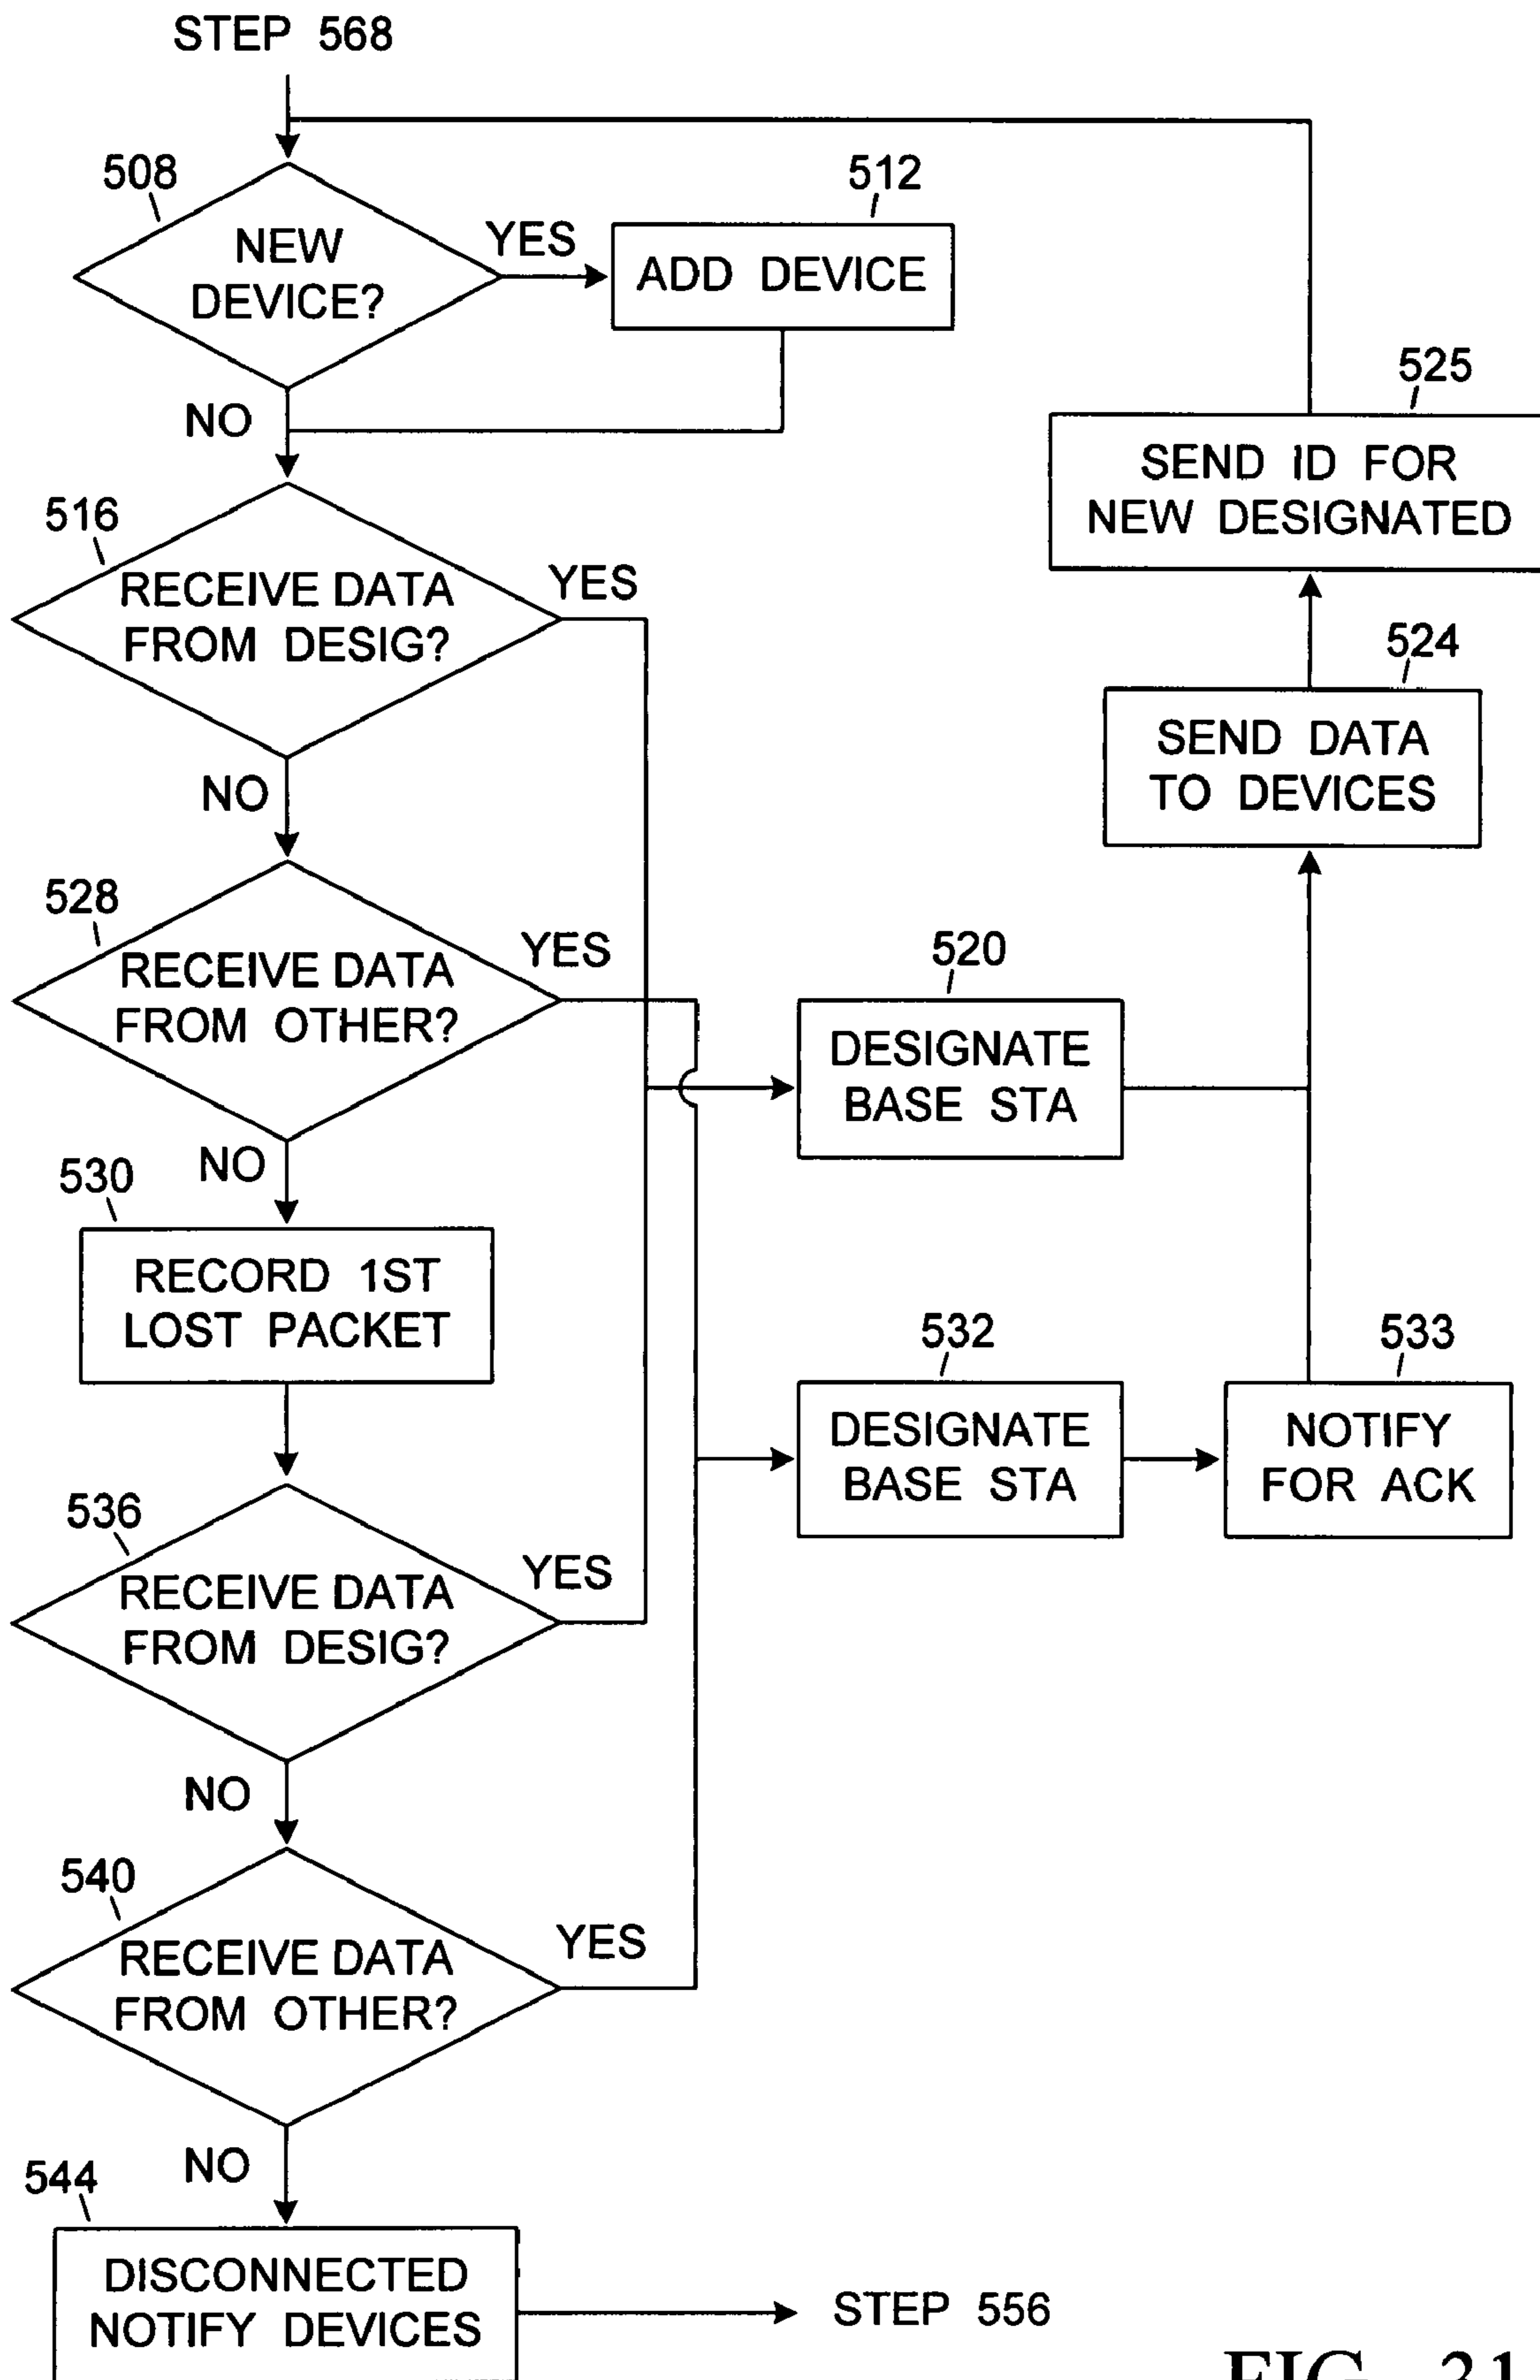 STEP 568
508
512
NEW
DEVICE?
YES
ADD DEVICE
NO
525
SEND ID FOR
NEW DESIGNATED
516
RECEIVE DATA
FROM DESIG?
YES
NO
524
SEND DATA
TO DEVICES
528
RECEIVE DATA
FROM OTHER?
YES
NO
520
DESIGNATE
BASE STA
530
RECORD 1ST
LOST PACKET
532
DESIGNATE
BASE STA
533
NOTIFY
FOR ACK
536
RECEIVE DATA
FROM DESIG?
YES
NO
540
RECEIVE DATA
FROM OTHER?
YES
NO
544
DISCONNECTED
NOTIFY DEVICES
STEP 556
FIG. 31